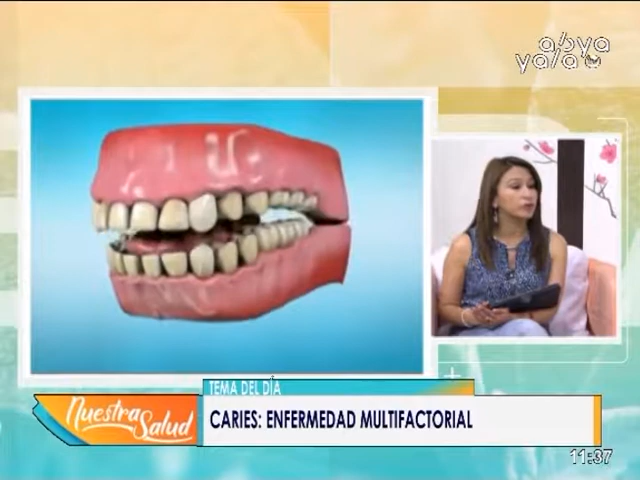 abya
yala
TEMA DEL DÍA
Nuestra
Salud
CARIES: ENFERMEDAD MULTIFACTORIAL
11:37